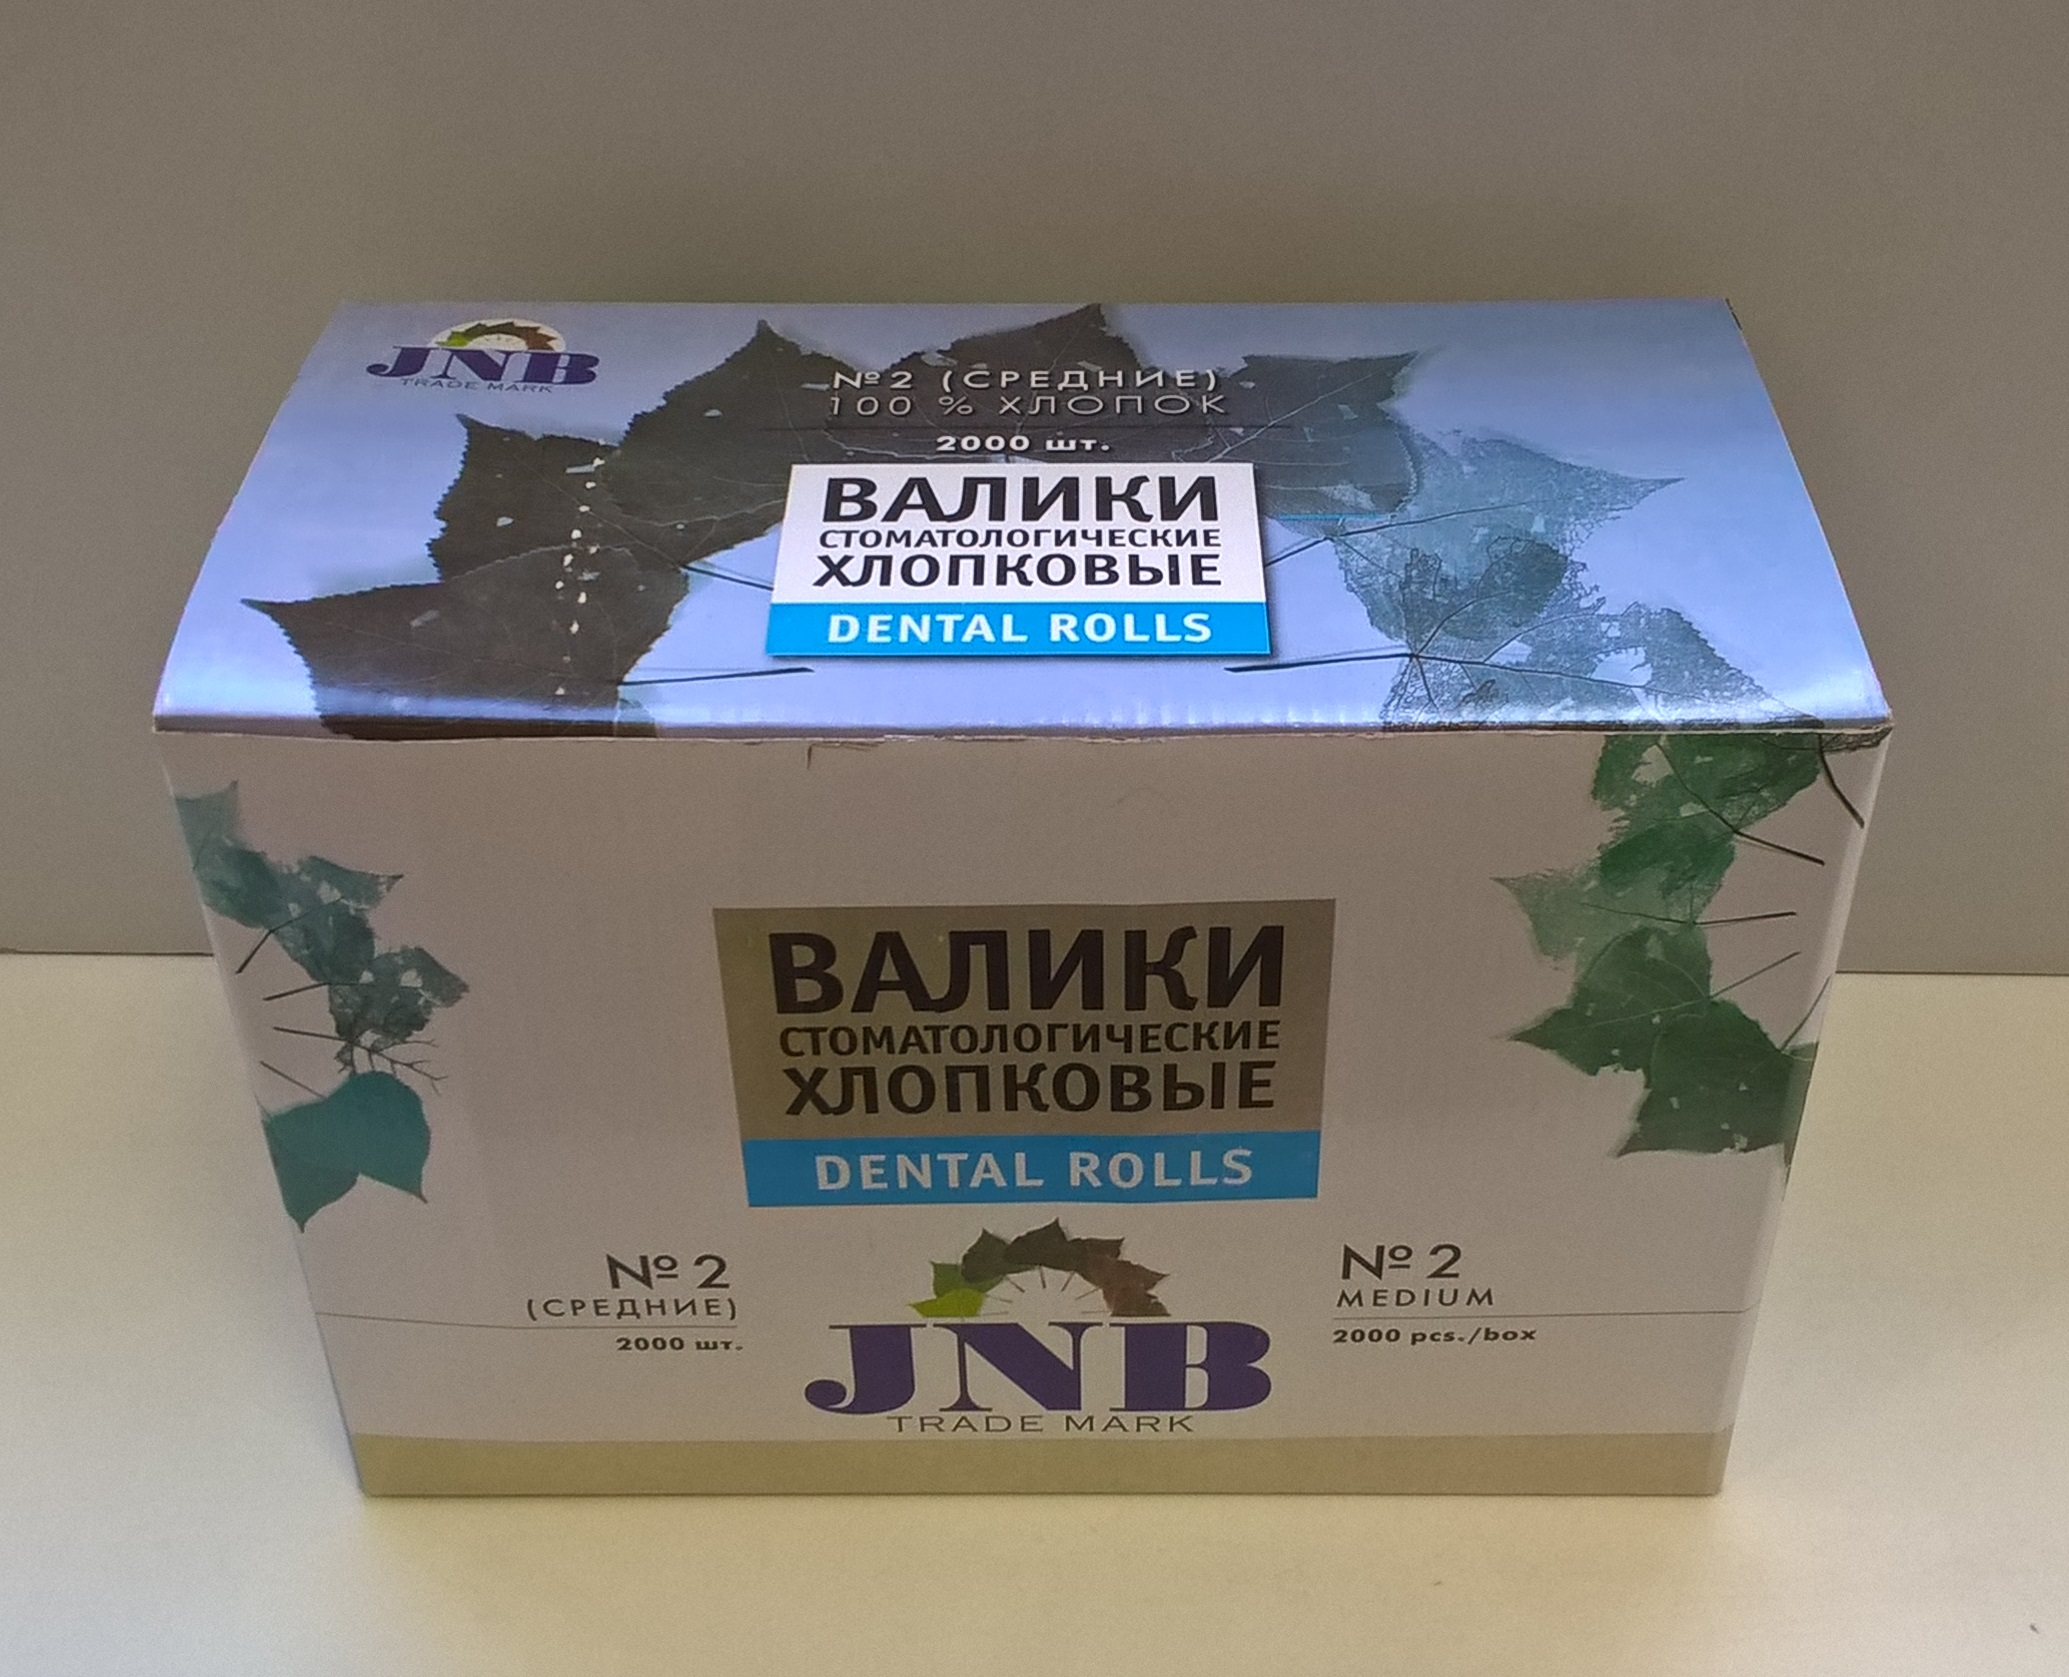 JNB
TRADE MARK
№2 (СРЕДНИЕ)
100 % ХЛОПОК
2000 шт.
ВАЛИКИ
СТОМАТОЛОГИЧЕСКИЕ
ХЛОПКОВЫЕ
DENTAL ROLLS
ВАЛИКИ
СТОМАТОЛОГИЧЕСКИЕ
ХЛОПКОВЫЕ
DENTAL ROLLS
№ 2
(СРЕДНИЕ)
2000 шт.
JNB
TRADE MARK
№ 2
MEDIUM
2000 pcs./box